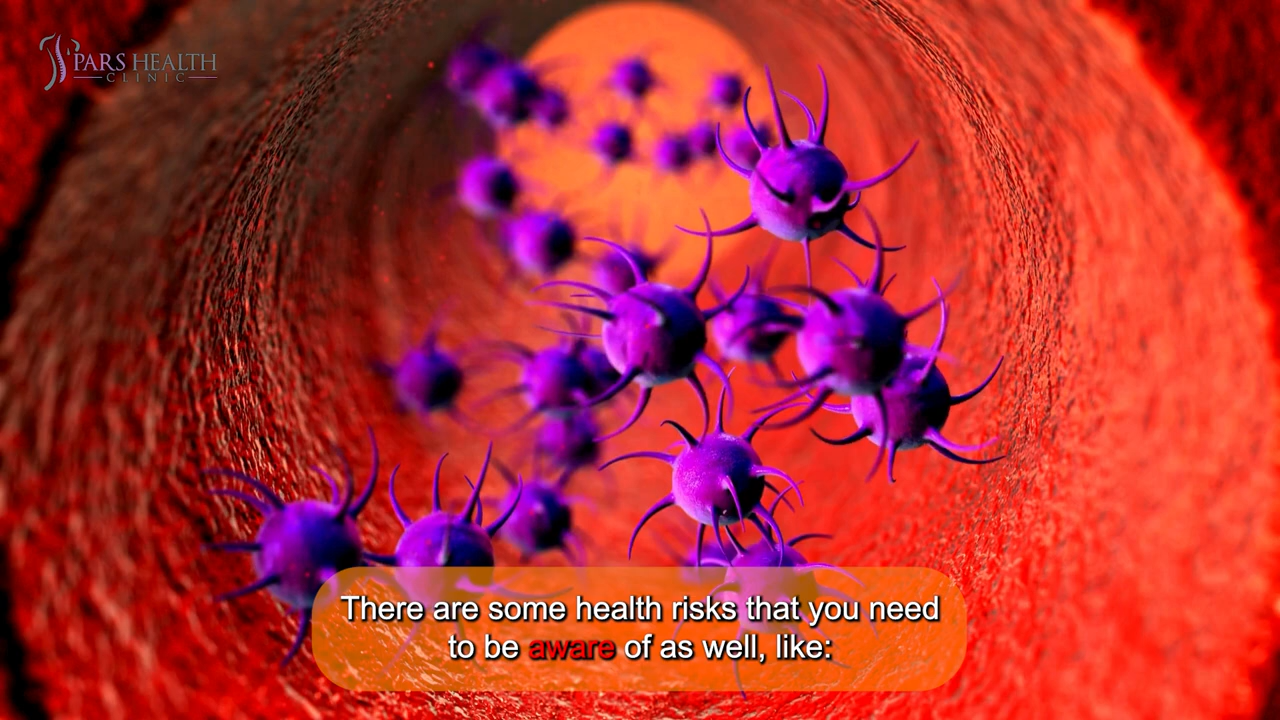 PARS HEALTH
CLINIC
There are some health risks that you need
to be aware of as well, like: